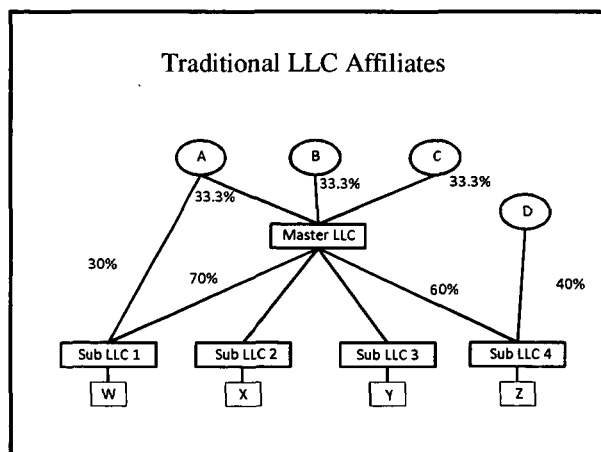 Traditional LLC Affiliates
A
B
C
33.3%
33.3%
33.3%
D
Master LLC
30%
70%
60%
40%
Sub LLC 1
Sub LLC 2
Sub LLC 3
Sub LLC 4
W
X
Y
Z